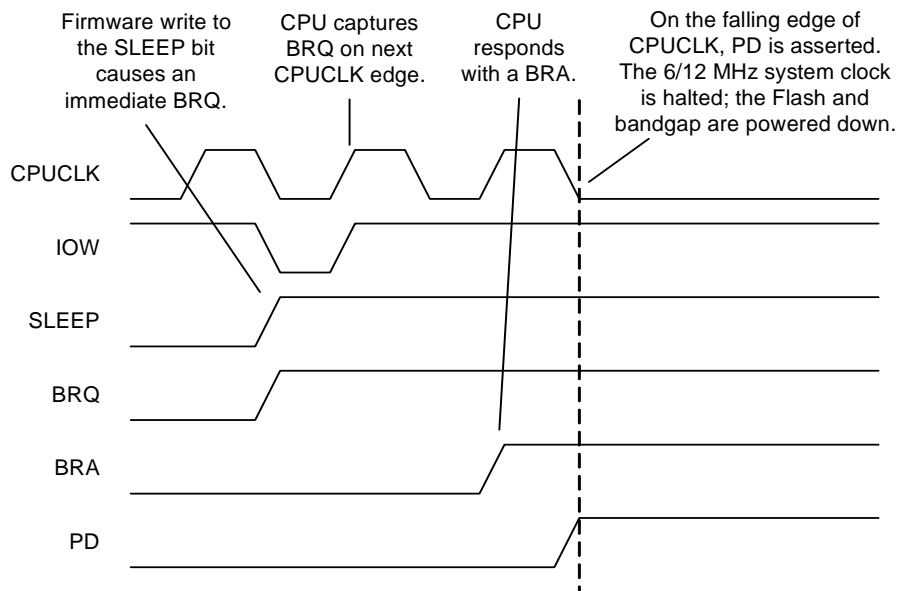 Firmware write to
the SLEEP bit
causes an
immediate BRQ.
CPU captures
BRQ on next
CPUCLK edge.
CPU
responds
with a BRA.
On the falling edge of
CPUCLK, PD is asserted.
The 6/12 MHz system clock
is halted; the Flash and
bandgap are powered down.
CPUCLK
IOW
SLEEP
BRQ
BRA
PD